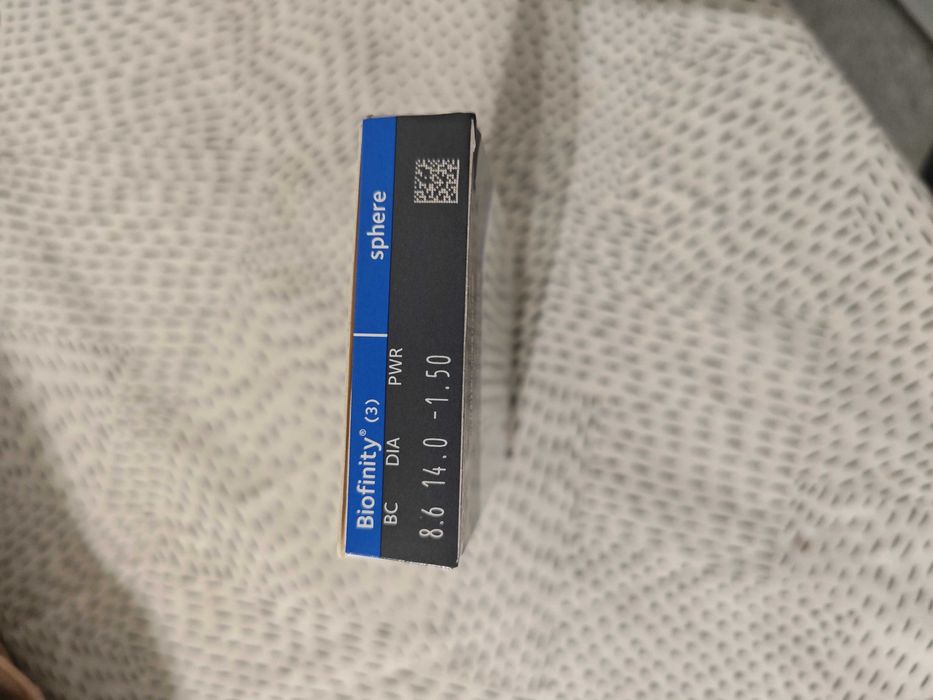 Biofinity® (3) | sphere
BC DIA PWR
8.6 14.0 -1.50